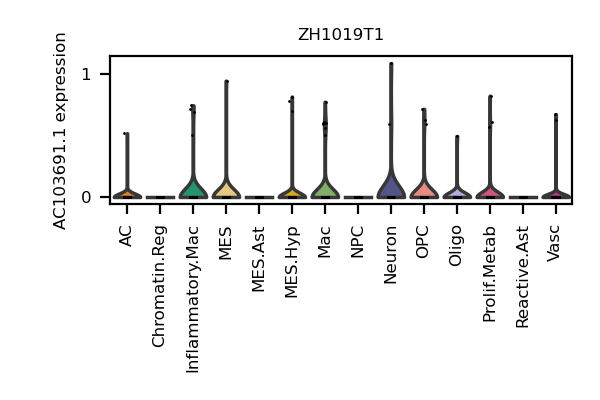 ZH1019T1
AC103691.1 expression
1
0
AC
Chromatin.Reg
Inflammatory.Mac
MES
MES.Ast
MES.Hyp
Mac
NPC
Neuron
OPC
Oligo
Prolif.Metab
Reactive.Ast
Vasc